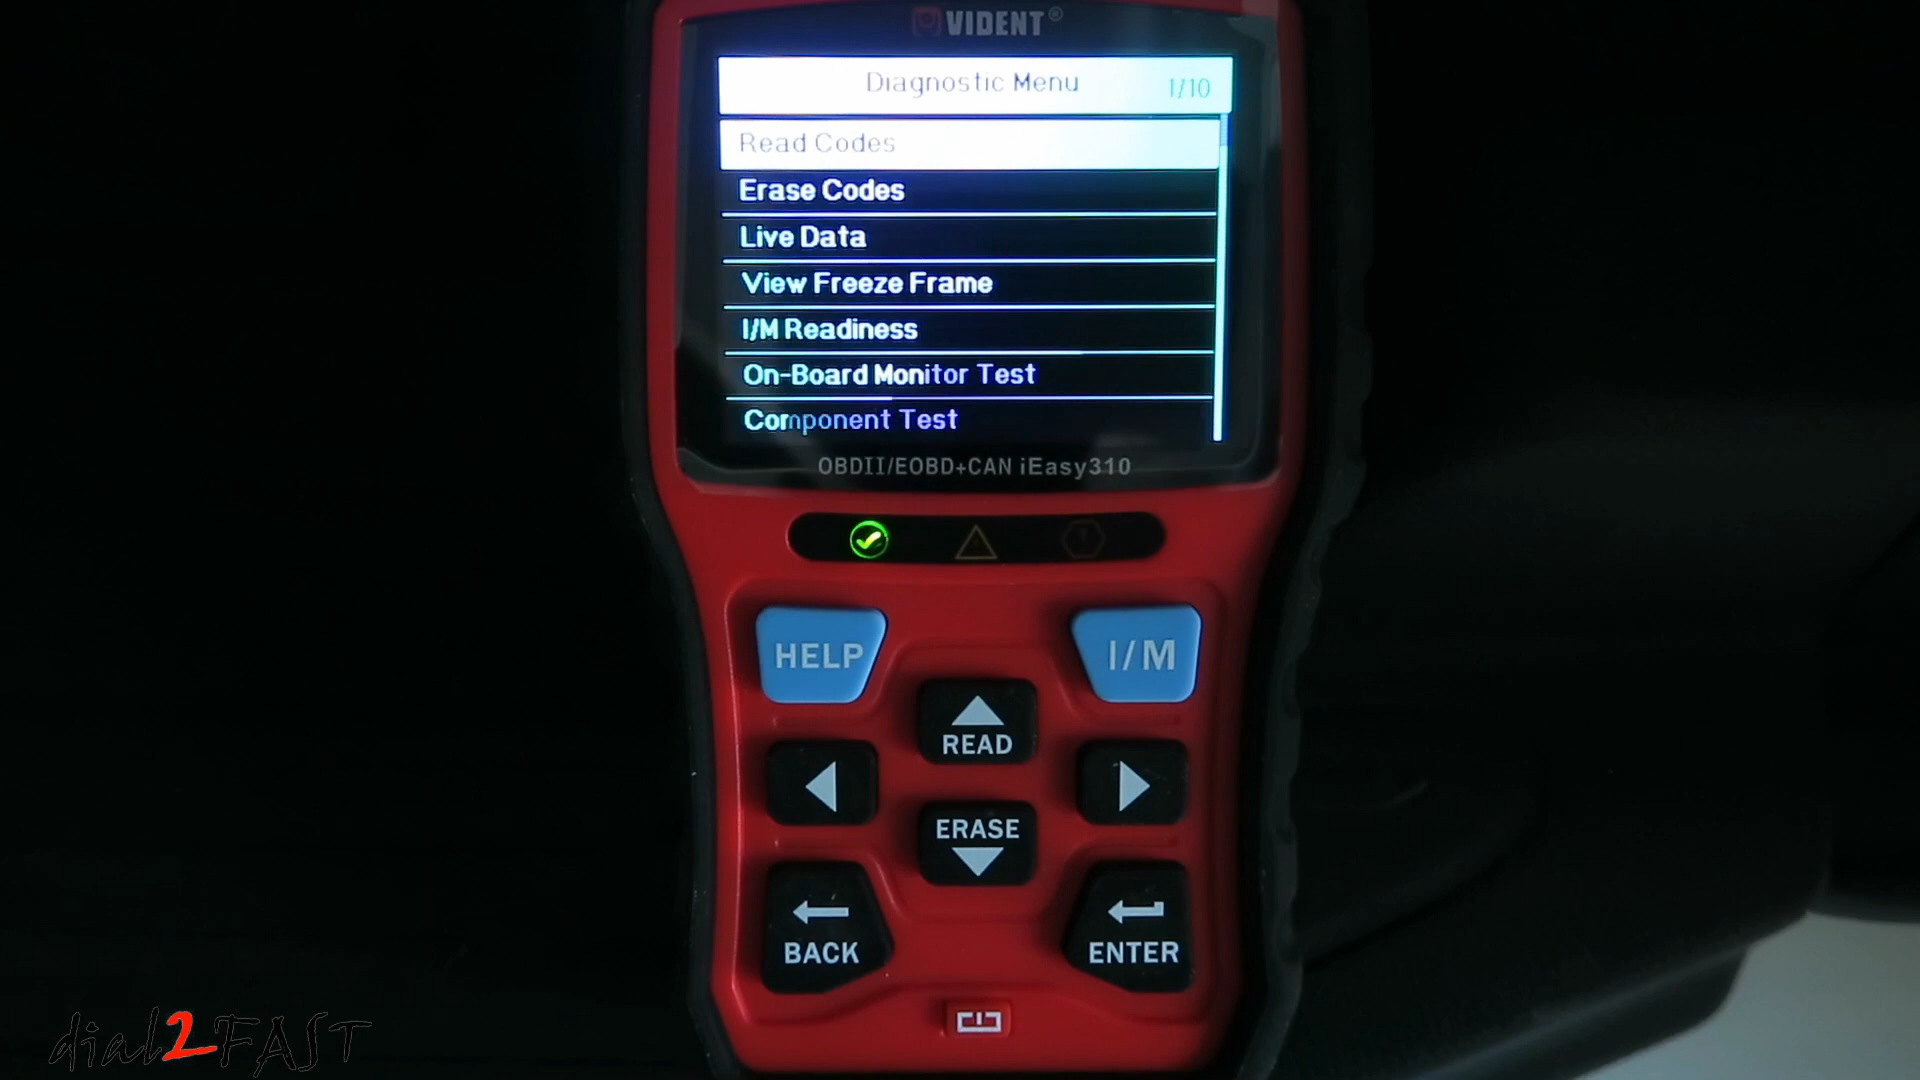 VIDENT®
Diagnostic Menu 1/10
Read Codes
Erase Codes
Live Data
View Freeze Frame
I/M Readiness
On-Board Monitor Test
Component Test
OBDII/EOBD+CAN iEasy310
HELP
I/M
READ
ERASE
BACK
ENTER
dial2FAST